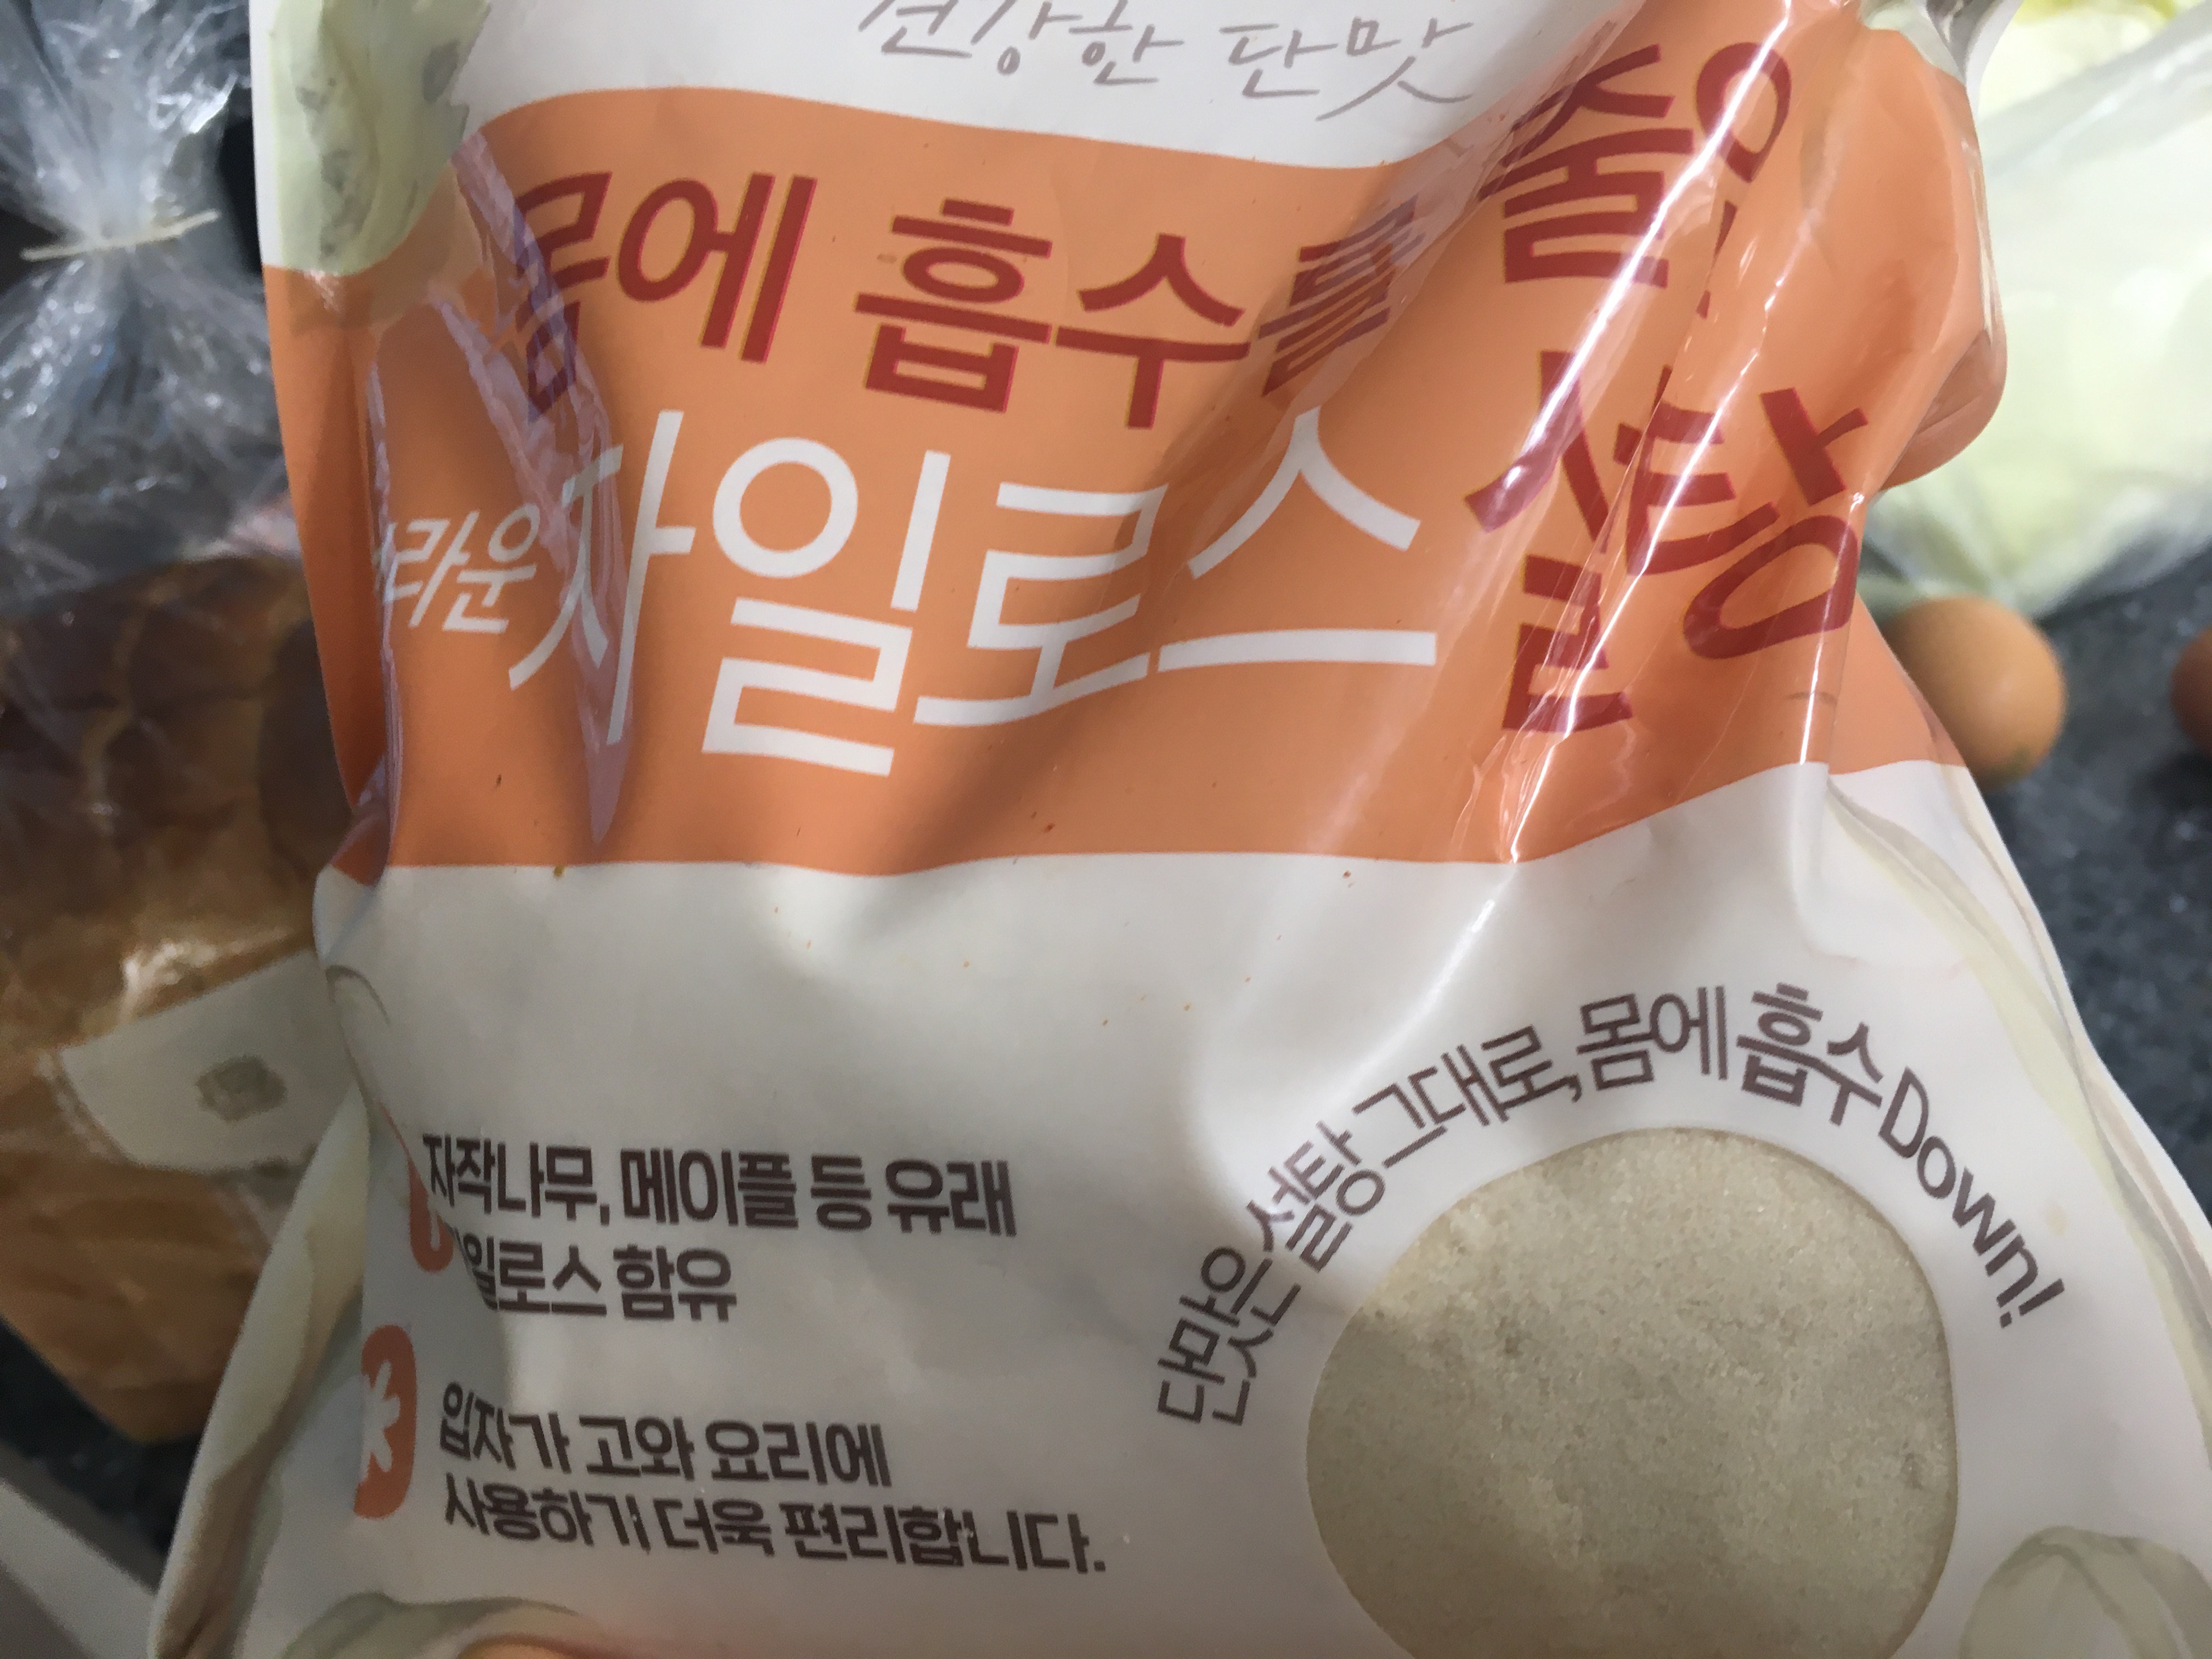 건강한 단맛
몸에 흡수를 줄인
자일로스 설탕
단맛은 설탕 그대로, 몸에 흡수 Down!
자작나무, 메이플 등 유래
자일로스 함유
입자가 고와 요리에
사용하기 더욱 편리합니다.